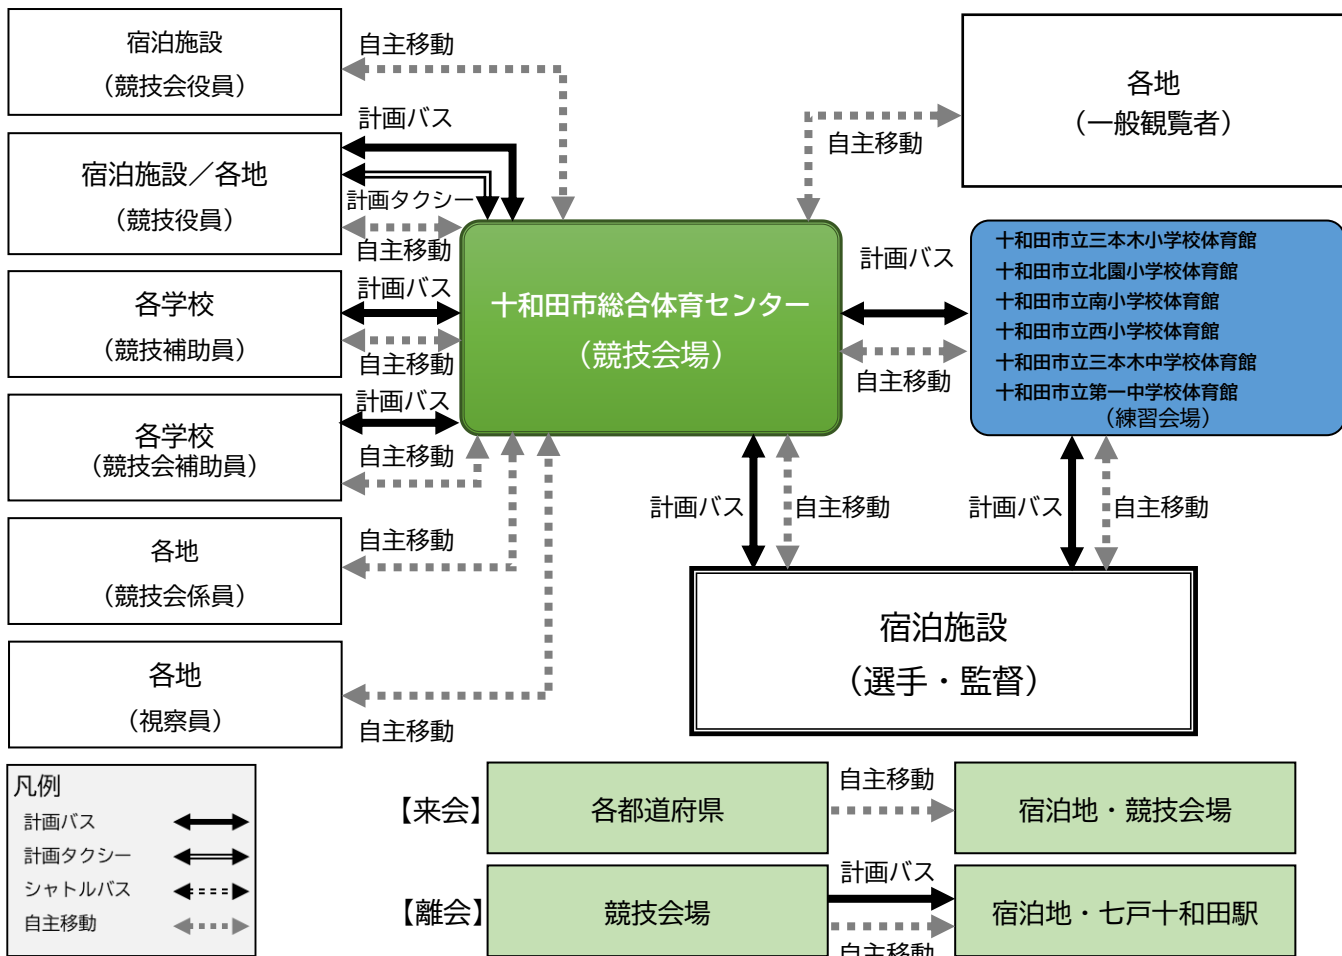 宿泊施設
（競技会役員）
自主移動
計画バス
宿泊施設／各地
（競技役員）
計画タクシー
自主移動
各学校
（競技補助員）
計画バス
自主移動
各学校
（競技会補助員）
計画バス
自主移動
各地
（競技会係員）
自主移動
各地
（視察員）
自主移動
十和田市総合体育センター
（競技会場）
各地
（一般観覧者）
自主移動
計画バス
自主移動
十和田市立三本木小学校体育館
十和田市立北園小学校体育館
十和田市立南小学校体育館
十和田市立西小学校体育館
十和田市立三本木中学校体育館
十和田市立第一中学校体育館
（練習会場）
計画バス
自主移動
計画バス
自主移動
宿泊施設
（選手・監督）
凡例
計画バス
計画タクシー
シャトルバス
自主移動
【来会】
各都道府県
自主移動
宿泊地・競技会場
【離会】
競技会場
計画バス
自主移動
宿泊地・七戸十和田駅